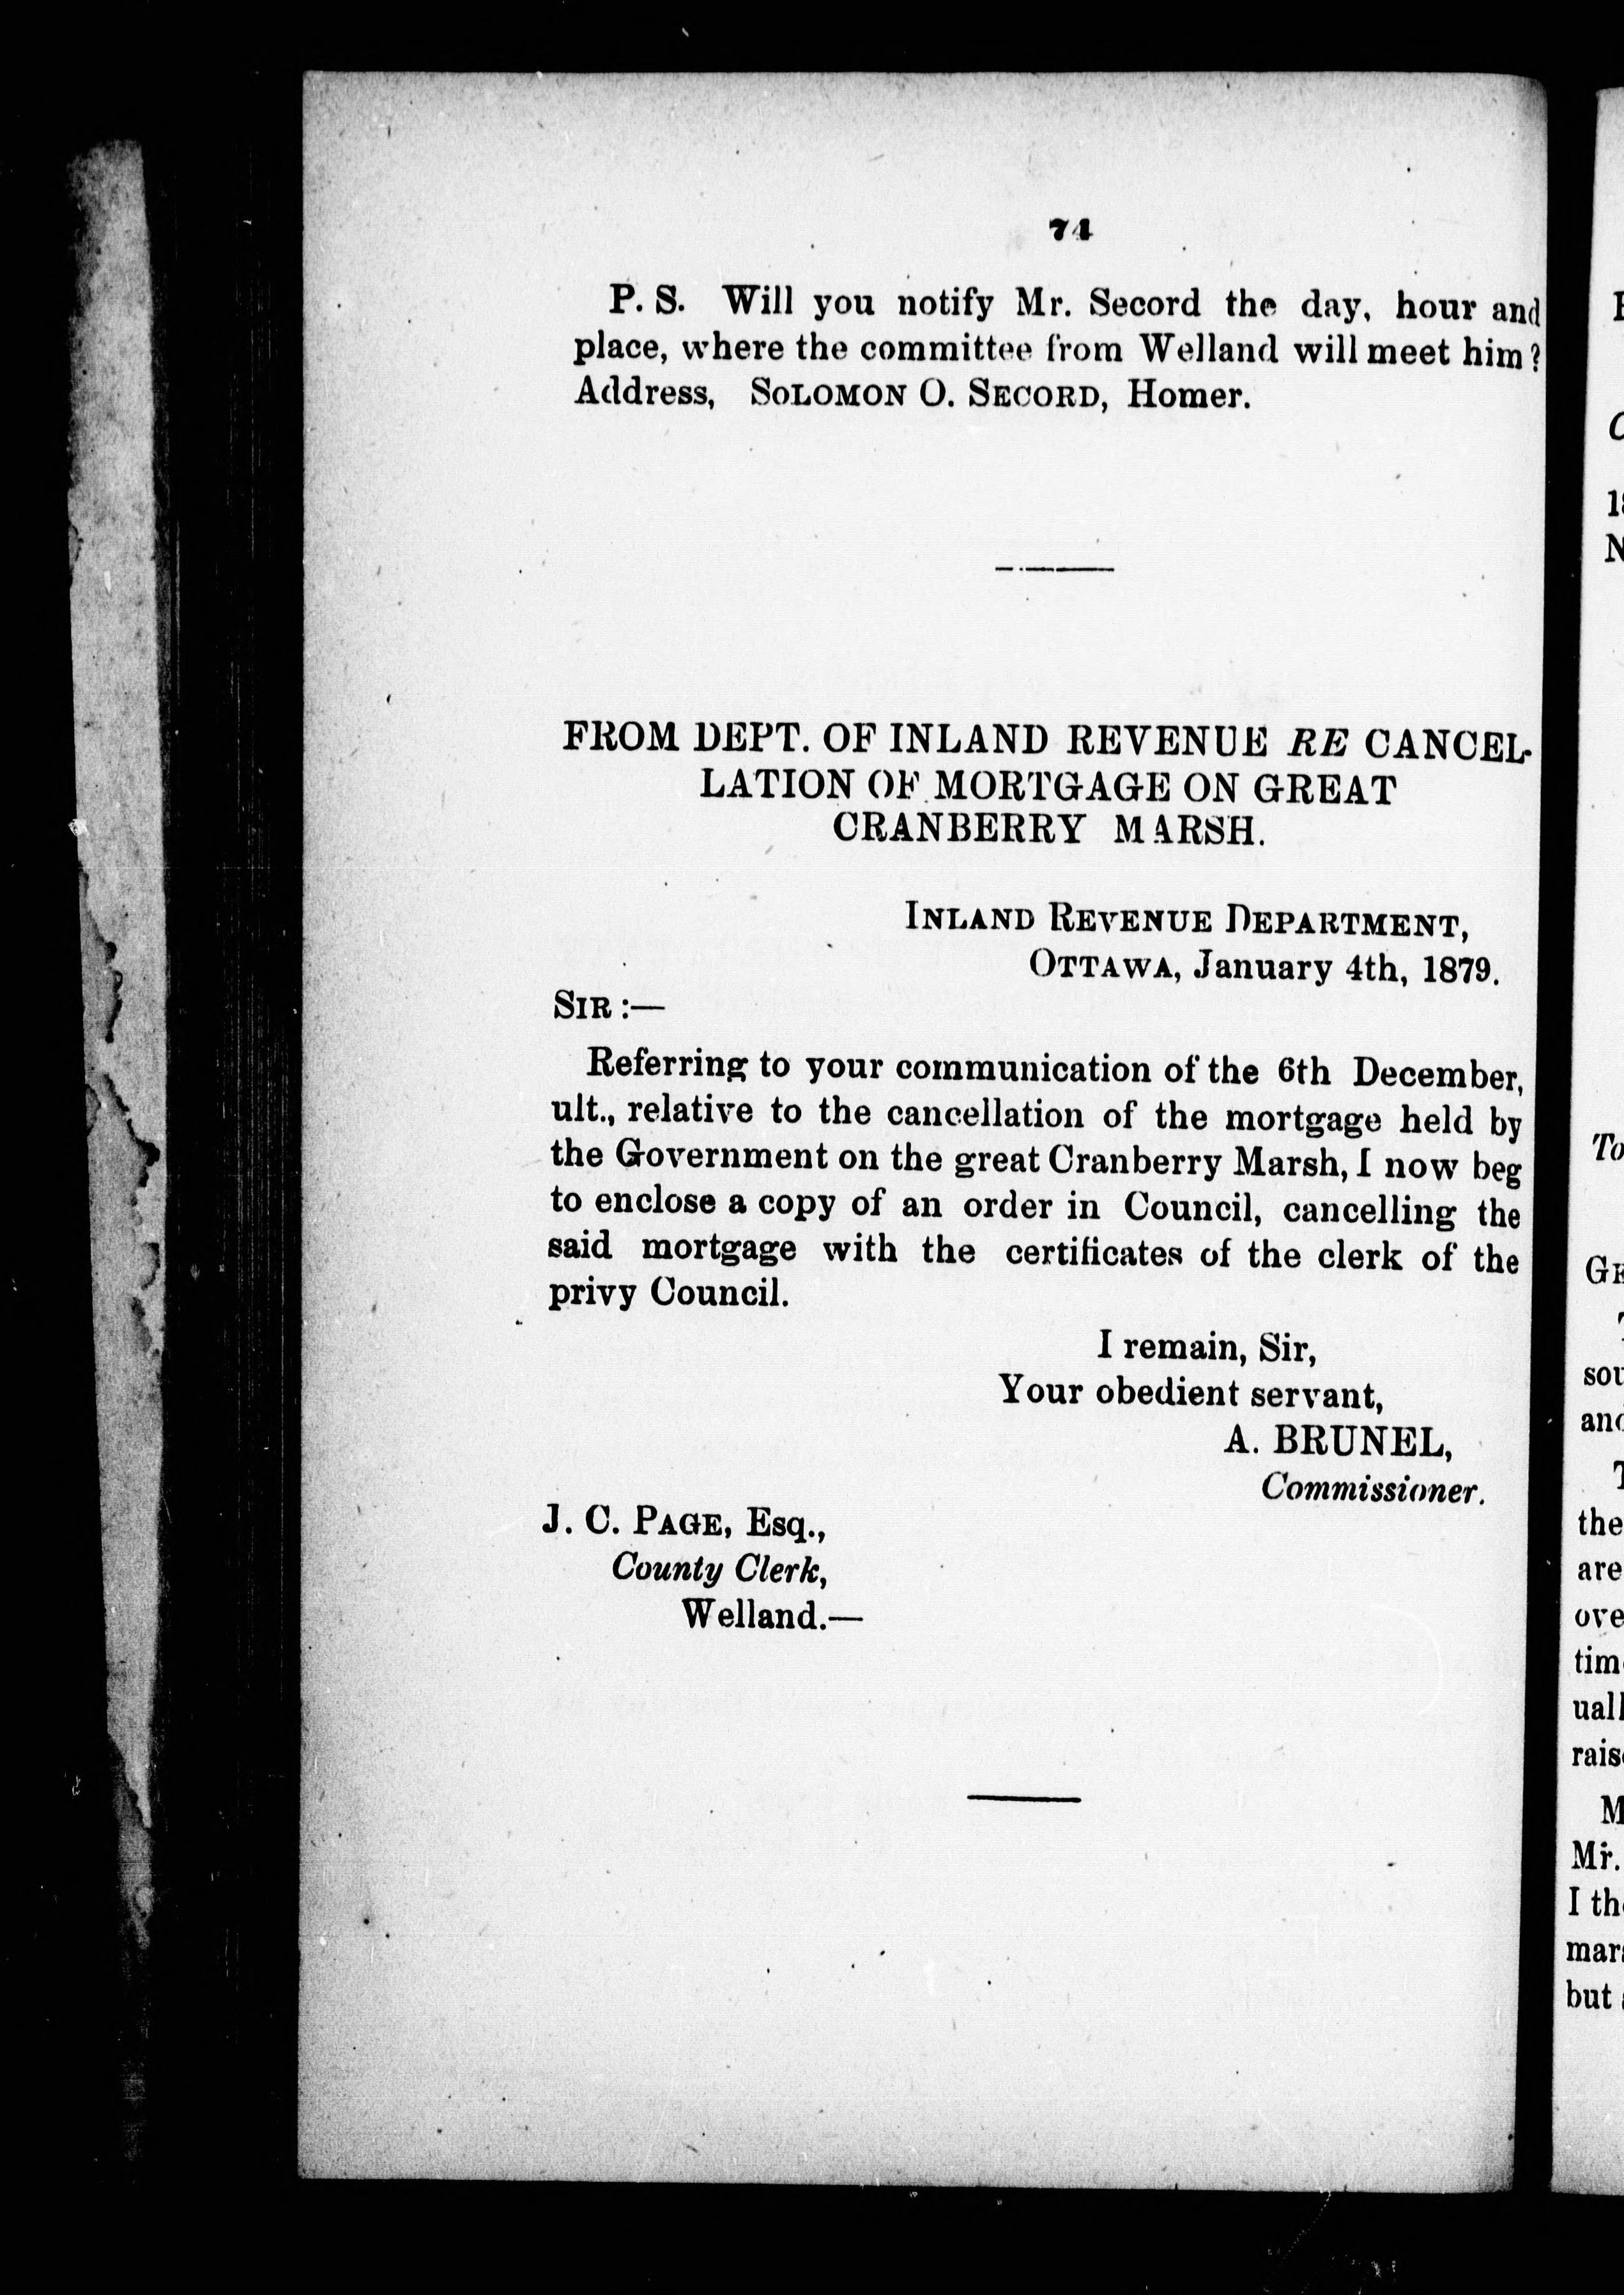 74
P. S. Will you notify Mr. Secord the day, hour and
place, where the committee from Welland will meet him?
Address, SOLOMON O. SECORD, Homer.
FROM DEPT. OF INLAND REVENUE RE CANCEL-
LATION OF MORTGAGE ON GREAT
CRANBERRY MARSH.
INLAND REVENUE DEPARTMENT,
OTTAWA, January 4th, 1879.
SIR:—
Referring to your communication of the 6th December,
ult., relative to the cancellation of the mortgage held by
the Government on the great Cranberry Marsh, I now beg
to enclose a copy of an order in Council, cancelling the
said mortgage with the certificates of the clerk of the
privy Council.
I remain, Sir,
Your obedient servant,
A. BRUNEL,
Commissioner.
J. C. PAGE, Esq.,
County Clerk,
Welland.—
To
the
are
Mr.
I
but